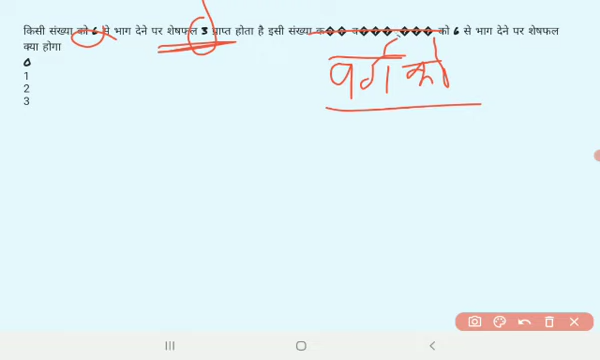 किसी संख्या को 6 से भाग देने पर शेषफल 3 प्राप्त होता है इसी संख्या को 6 से भाग देने पर शेषफल
क्या होगा
वर्ग को
0
1
2
3